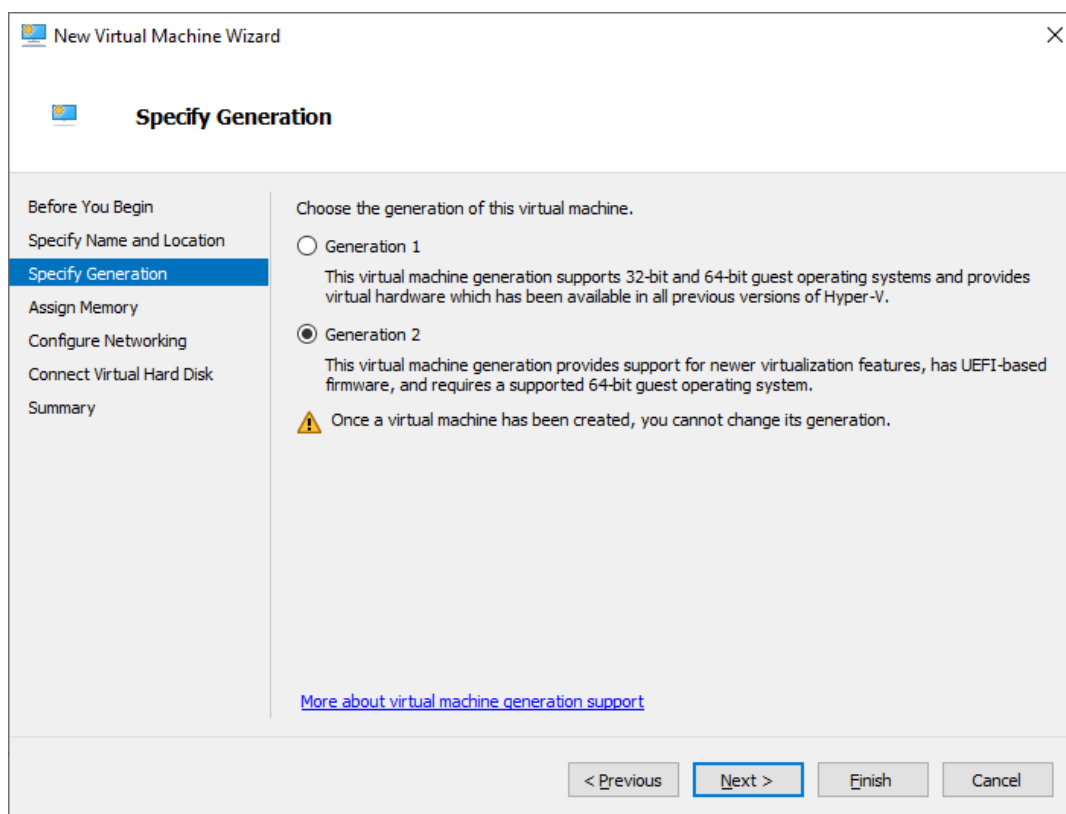 New Virtual Machine Wizard
Specify Generation
Before You Begin
Specify Name and Location
Specify Generation
Assign Memory
Configure Networking
Connect Virtual Hard Disk
Summary
Choose the generation of this virtual machine.
Generation 1
This virtual machine generation supports 32-bit and 64-bit guest operating systems and provides
virtual hardware which has been available in all previous versions of Hyper-V.
Generation 2
This virtual machine generation provides support for newer virtualization features, has UEFI-based
firmware, and requires a supported 64-bit guest operating system.
Once a virtual machine has been created, you cannot change its generation.
More about virtual machine generation support
< Previous
Next >
Finish
Cancel